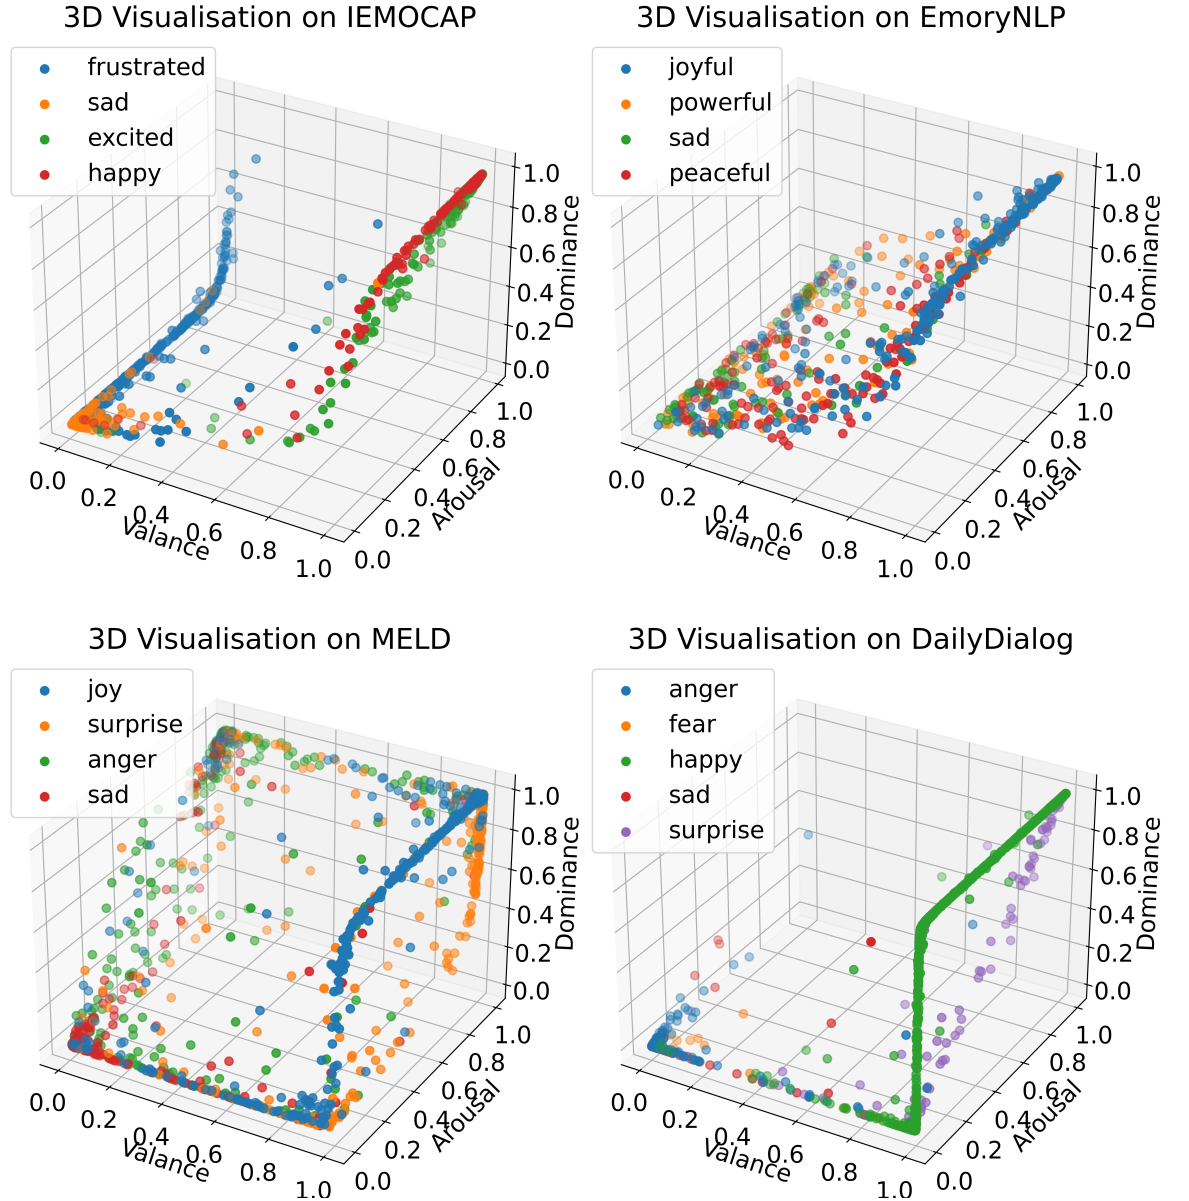 3D Visualisation on IEMOCAP
frustrated
sad
excited
happy
0.0
0.2
0.4
0.6
0.8
1.0
Valance
0.0
0.2
0.4
0.6
0.8
1.0
Arousal
0.0
0.2
0.4
0.6
0.8
1.0
Dominance
3D Visualisation on EmoryNLP
joyful
powerful
sad
peaceful
0.0
0.2
0.4
0.6
0.8
1.0
Valance
0.0
0.2
0.4
0.6
0.8
1.0
Arousal
0.0
0.2
0.4
0.6
0.8
1.0
Dominance
3D Visualisation on MELD
joy
surprise
anger
sad
0.0
0.2
0.4
0.6
0.8
1.0
Valance
0.0
0.2
0.4
0.6
0.8
1.0
Arousal
0.0
0.2
0.4
0.6
0.8
1.0
Dominance
3D Visualisation on DailyDialog
anger
fear
happy
sad
surprise
0.0
0.2
0.4
0.6
0.8
1.0
Valance
0.0
0.2
0.4
0.6
0.8
1.0
Arousal
0.0
0.2
0.4
0.6
0.8
1.0
Dominance